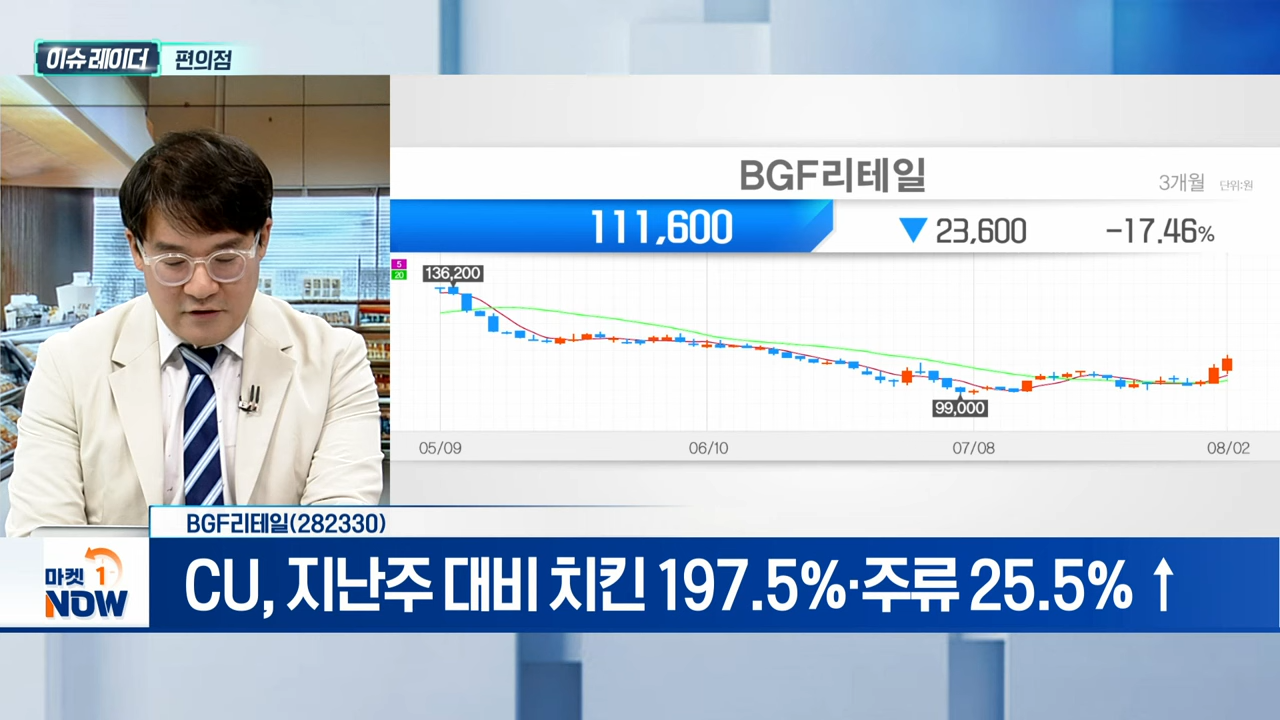 이슈 레이더 편의점
BGF리테일
3개월 단위:원
111,600 ▼ 23,600 -17.46%
5
20
136,200
99,000
05/09 06/10 07/08 08/02
BGF리테일(282330)
마켓 1
NOW
CU, 지난주 대비 치킨 197.5%·주류 25.5% ↑